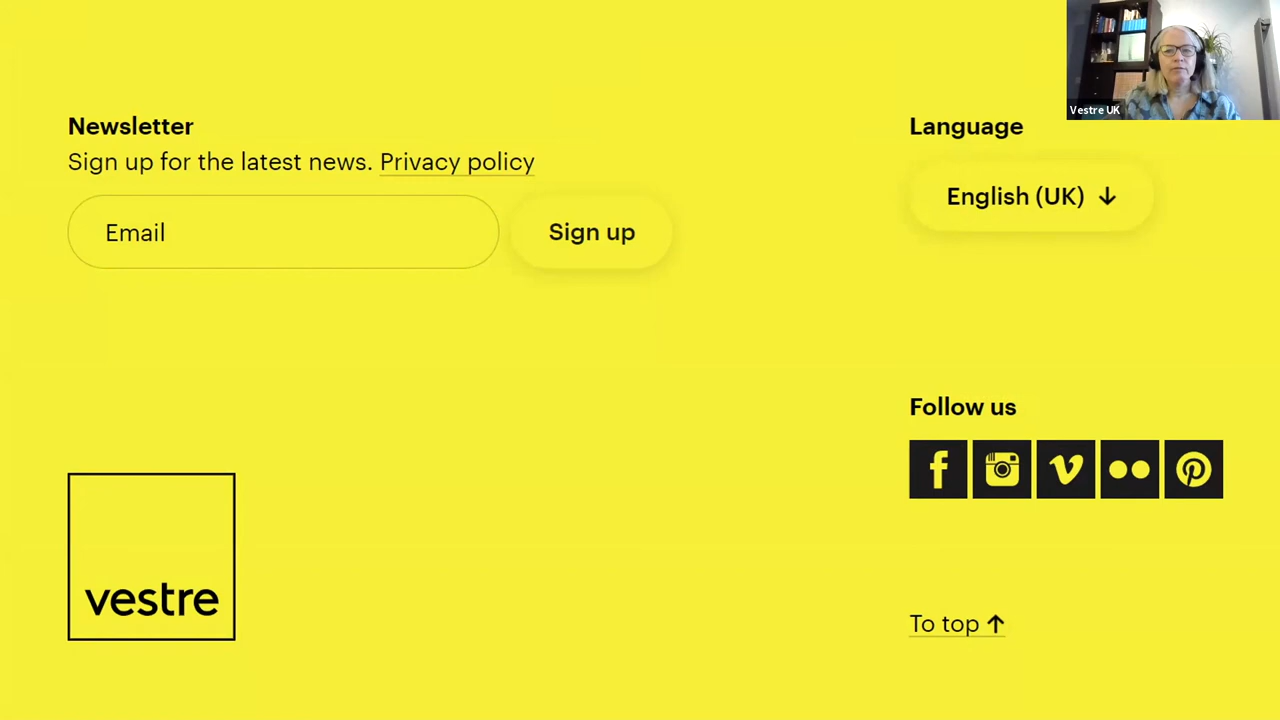 Vestre UK
Newsletter
Sign up for the latest news. Privacy policy
Email
Sign up
Language
English (UK) ↓
Follow us
vestre
To top ↑